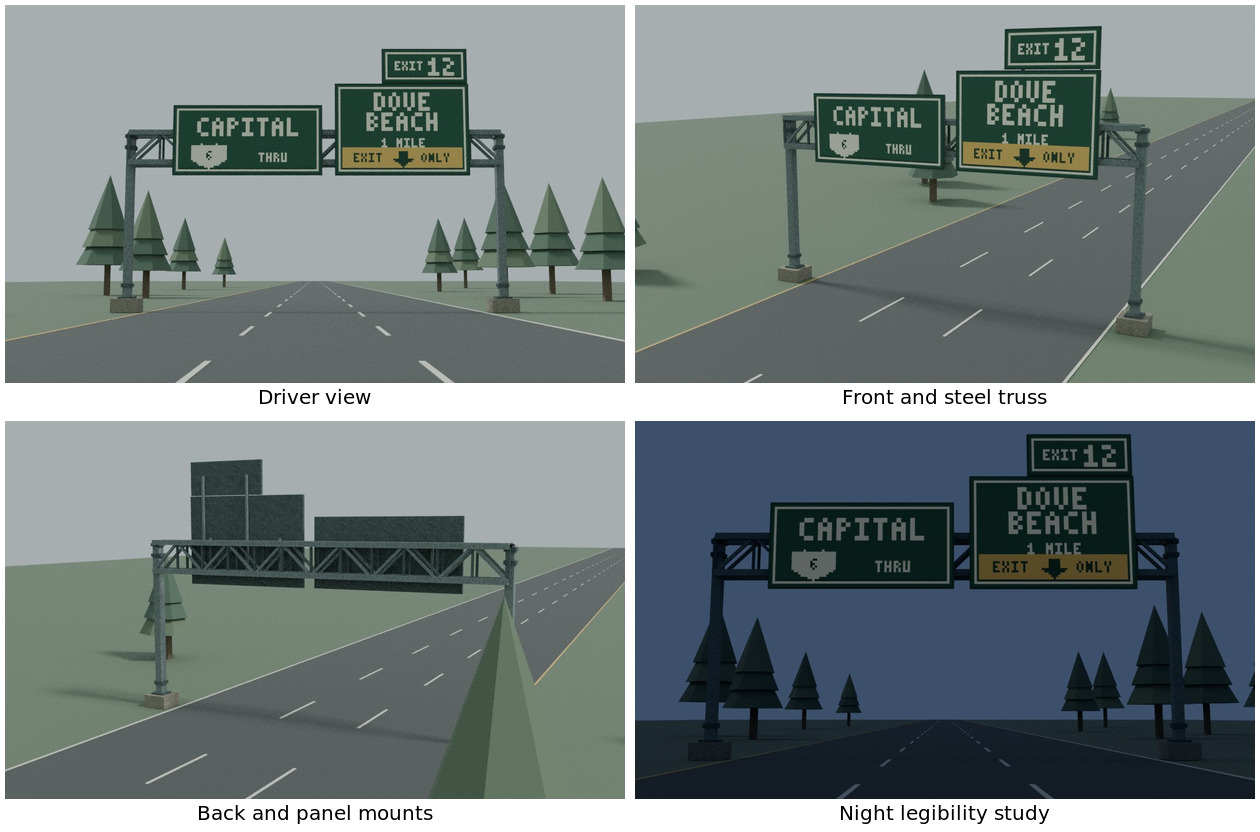 EXIT 12
DOVE
BEACH
1 MILE
EXIT ONLY
CAPITAL
6 THRU
Driver view
EXIT 12
DOVE
BEACH
1 MILE
EXIT ONLY
CAPITAL
6 THRU
Front and steel truss
Back and panel mounts
EXIT 12
DOVE
BEACH
1 MILE
EXIT ONLY
CAPITAL
6 THRU
Night legibility study